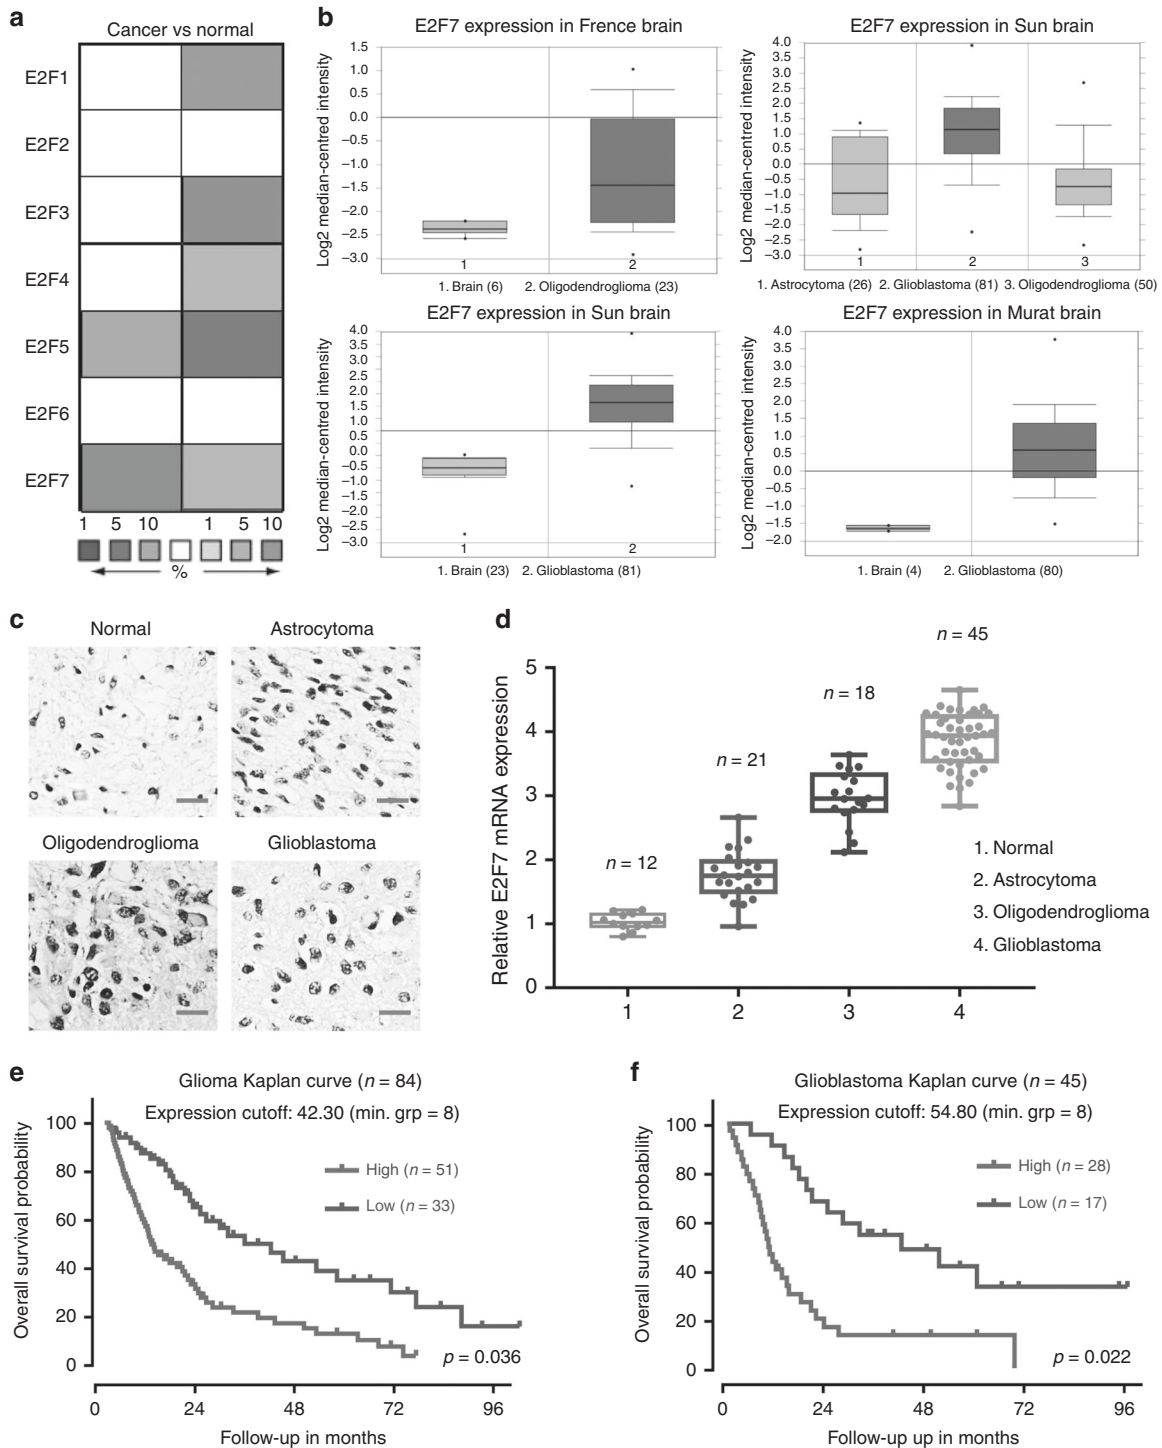 a
Cancer vs normal
E2F1
E2F2
E2F3
E2F4
E2F5
E2F6
E2F7
1 5 10 1 5 10
%
b
E2F7 expression in Frence brain
Log2 median-centred intensity
1.5
1.0
0.5
0.0
−0.5
−1.0
−1.5
−2.0
−2.5
−3.0
1 2
1. Brain (6) 2. Oligodendroglioma (23)
E2F7 expression in Sun brain
Log2 median-centred intensity
4.0
3.5
3.0
2.5
2.0
1.5
1.0
0.5
0.0
−0.5
−1.0
−1.5
−2.0
−2.5
−3.0
1 2 3
1. Astrocytoma (26) 2. Glioblastoma (81) 3. Oligodendroglioma (50)
E2F7 expression in Sun brain
Log2 median-centred intensity
4.0
3.5
3.0
2.5
2.0
1.5
1.0
0.5
0.0
−0.5
−1.0
−1.5
−2.0
−2.5
−3.0
1 2
1. Brain (23) 2. Glioblastoma (81)
E2F7 expression in Murat brain
Log2 median-centred intensity
4.0
3.5
3.0
2.5
2.0
1.5
1.0
0.5
0.0
−0.5
−1.0
−1.5
−2.0
1. Brain (4) 2. Glioblastoma (80)
c
Normal
Astrocytoma
Oligodendroglioma
Glioblastoma
d
Relative E2F7 mRNA expression
5
4
3
2
1
0
n = 12
n = 21
n = 18
n = 45
1 2 3 4
1. Normal
2. Astrocytoma
3. Oligodendroglioma
4. Glioblastoma
e
Glioma Kaplan curve (n = 84)
Expression cutoff: 42.30 (min. grp = 8)
High (n = 51)
Low (n = 33)
Overall survival probability
100
80
60
40
20
0
p = 0.036
0 24 48 72 96
Follow-up in months
f
Glioblastoma Kaplan curve (n = 45)
Expression cutoff: 54.80 (min. grp = 8)
High (n = 28)
Low (n = 17)
Overall survival probability
100
80
60
40
20
0
p = 0.022
0 24 48 72 96
Follow-up up in months